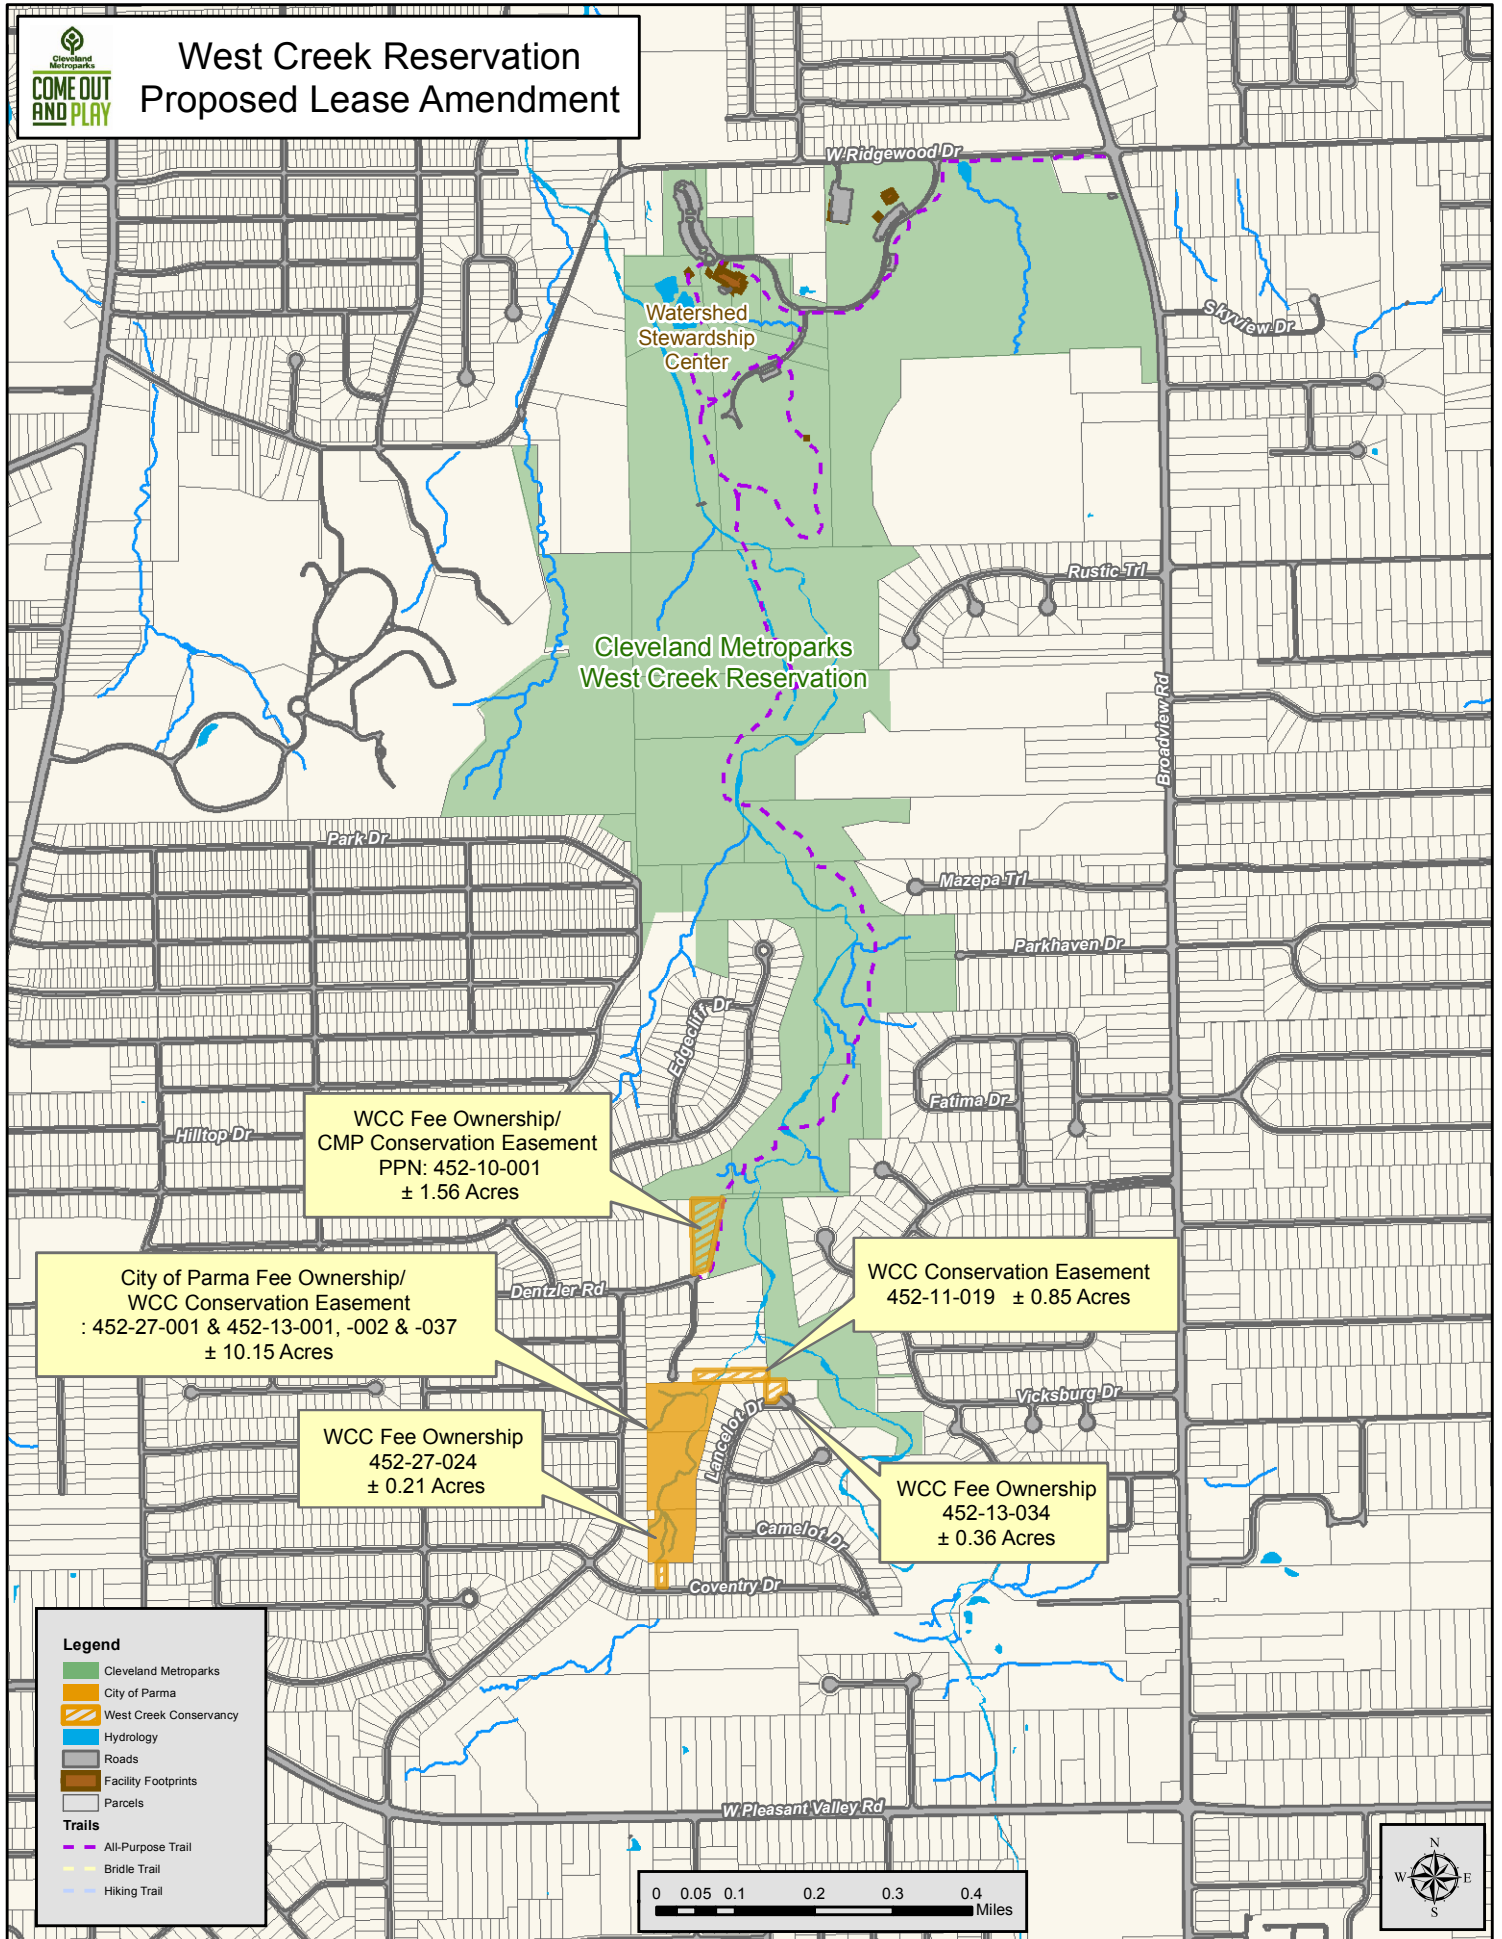 Cleveland
Metroparks
COME OUT
AND PLAY
West Creek Reservation
Proposed Lease Amendment
W Ridgewood Dr
Skyview Dr
Watershed
Stewardship
Center
Rustic Trl
Cleveland Metroparks
West Creek Reservation
Broadview Rd
Park Dr
Mazepa Trl
Parkhaven Dr
Edgecliff Dr
Fatima Dr
Hilltop Dr
WCC Fee Ownership/
CMP Conservation Easement
PPN: 452-10-001
± 1.56 Acres
City of Parma Fee Ownership/
WCC Conservation Easement
: 452-27-001 & 452-13-001, -002 & -037
± 10.15 Acres
Dentzler Rd
WCC Conservation Easement
452-11-019 ± 0.85 Acres
Vicksburg Dr
Lancelot Dr
WCC Fee Ownership
452-27-024
± 0.21 Acres
WCC Fee Ownership
452-13-034
± 0.36 Acres
Camelot Dr
Coventry Dr
Legend
Cleveland Metroparks
City of Parma
West Creek Conservancy
Hydrology
Roads
Facility Footprints
Parcels
Trails
All-Purpose Trail
Bridle Trail
Hiking Trail
W Pleasant Valley Rd
0 0.05 0.1 0.2 0.3 0.4
Miles
N
W E
S